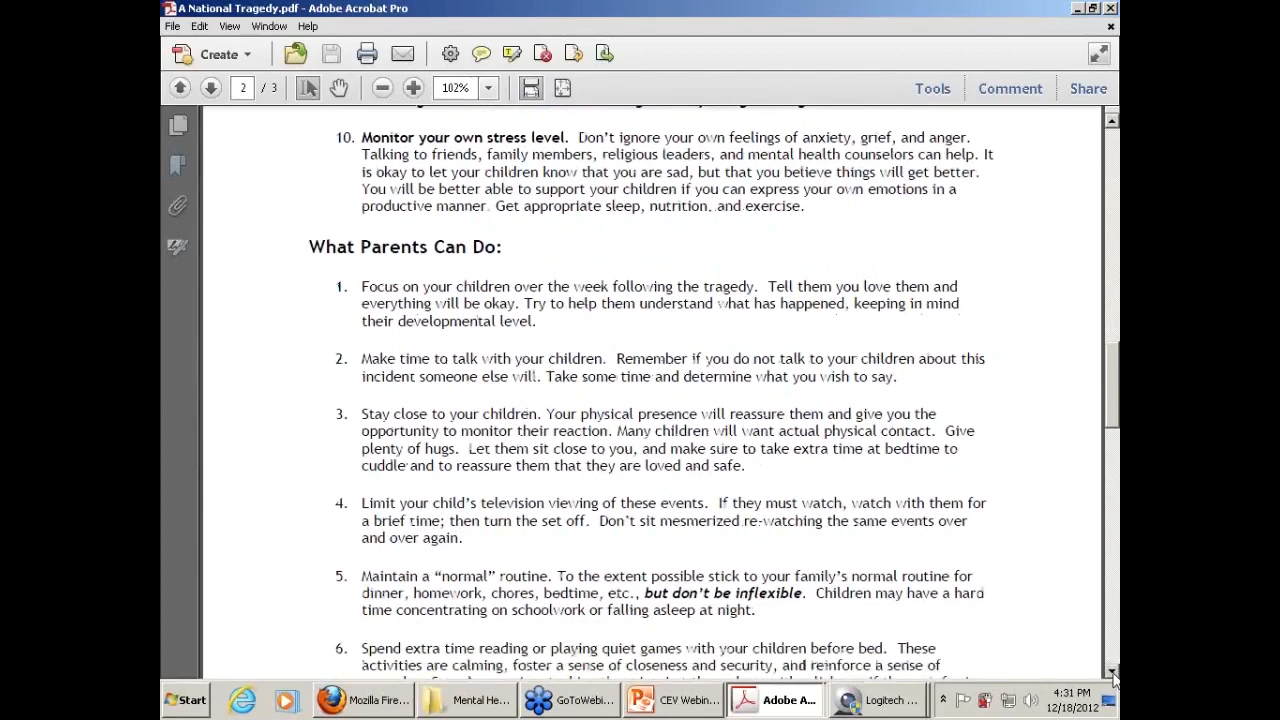 A National Tragedy.pdf - Adobe Acrobat Pro
File Edit View Window Help
Create
2 / 3 102% Tools Comment Share
10. Monitor your own stress level. Don't ignore your own feelings of anxiety, grief, and anger.
Talking to friends, family members, religious leaders, and mental health counselors can help. It
is okay to let your children know that you are sad, but that you believe things will get better.
You will be better able to support your children if you can express your own emotions in a
productive manner. Get appropriate sleep, nutrition, and exercise.
What Parents Can Do:
1. Focus on your children over the week following the tragedy. Tell them you love them and
everything will be okay. Try to help them understand what has happened, keeping in mind
their developmental level.
2. Make time to talk with your children. Remember if you do not talk to your children about this
incident someone else will. Take some time and determine what you wish to say.
3. Stay close to your children. Your physical presence will reassure them and give you the
opportunity to monitor their reaction. Many children will want actual physical contact. Give
plenty of hugs. Let them sit close to you, and make sure to take extra time at bedtime to
cuddle and to reassure them that they are loved and safe.
4. Limit your child's television viewing of these events. If they must watch, watch with them for
a brief time; then turn the set off. Don't sit mesmerized re-watching the same events over
and over again.
5. Maintain a "normal" routine. To the extent possible stick to your family's normal routine for
dinner, homework, chores, bedtime, etc., but don't be inflexible. Children may have a hard
time concentrating on schoolwork or falling asleep at night.
6. Spend extra time reading or playing quiet games with your children before bed. These
activities are calming, foster a sense of closeness and security, and reinforce a sense of
Start Mozilla Fire... Mental He... GoToWebi... CEV Webin... Adobe A... Logitech ... 4:31 PM
12/18/2012